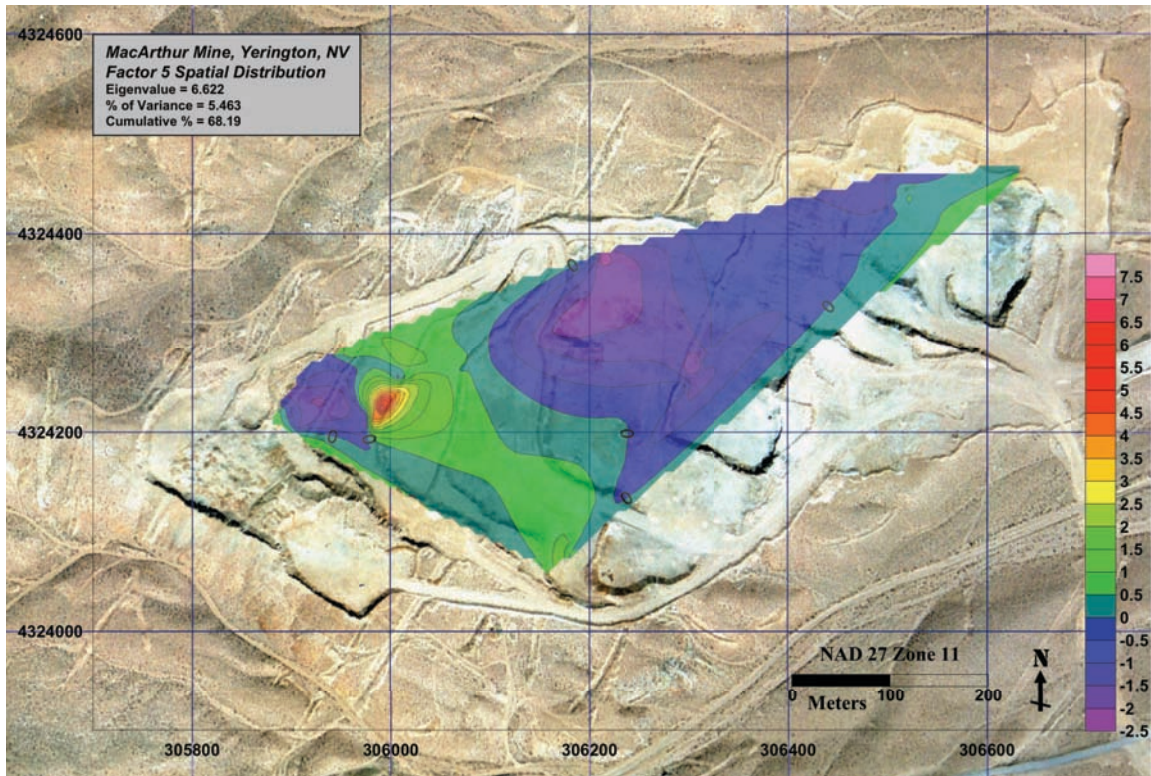 4324600
MacArthur Mine, Yerington, NV
Factor 5 Spatial Distribution
Eigenvalue = 6.622
% of Variance = 5.463
Cumulative % = 68.19
4324400
4324200
4324000
7.5
7
6.5
6
5.5
5
4.5
4
3.5
3
2.5
2
1.5
1
0.5
0
-0.5
-1
-1.5
-2
-2.5
NAD 27 Zone 11
N
0 Meters 200
305800 306000 306200 306400 306600